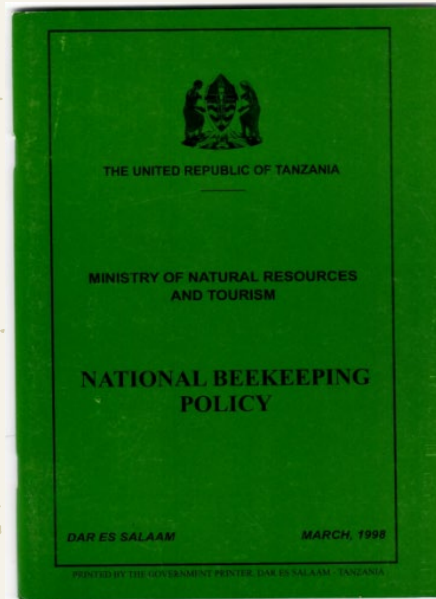 THE UNITED REPUBLIC OF TANZANIA
MINISTRY OF NATURAL RESOURCES
AND TOURISM
NATIONAL BEEKEEPING
POLICY
DAR ES SALAAM MARCH, 1998
PRINTED BY THE GOVERNMENT PRINTER, DAR ES SALAAM - TANZANIA